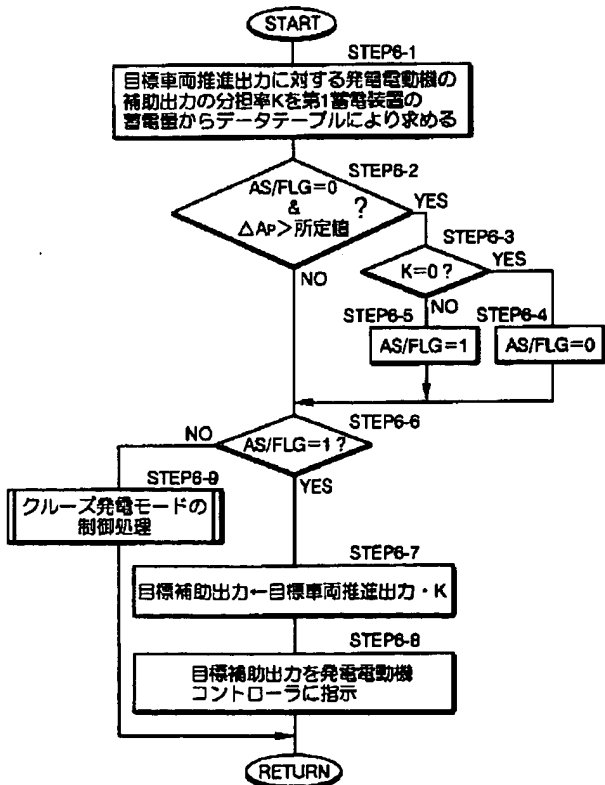 START
STEP6-1
目標車両推進出力に対する発電電動機の
補助出力の分担率Kを第1蓄電装置の
蓄電量からデータテーブルにより求める
STEP6-2
AS/FLG=0
&
△AP>所定値
?
YES
NO
STEP6-3
K=0?
YES
NO
STEP6-5
AS/FLG=1
STEP6-4
AS/FLG=0
STEP6-6
AS/FLG=1?
NO
YES
STEP6-9
クルーズ発電モードの
制御処理
STEP6-7
目標補助出力←目標車両推進出力・K
STEP6-8
目標補助出力を発電電動機
コントローラに指示
RETURN